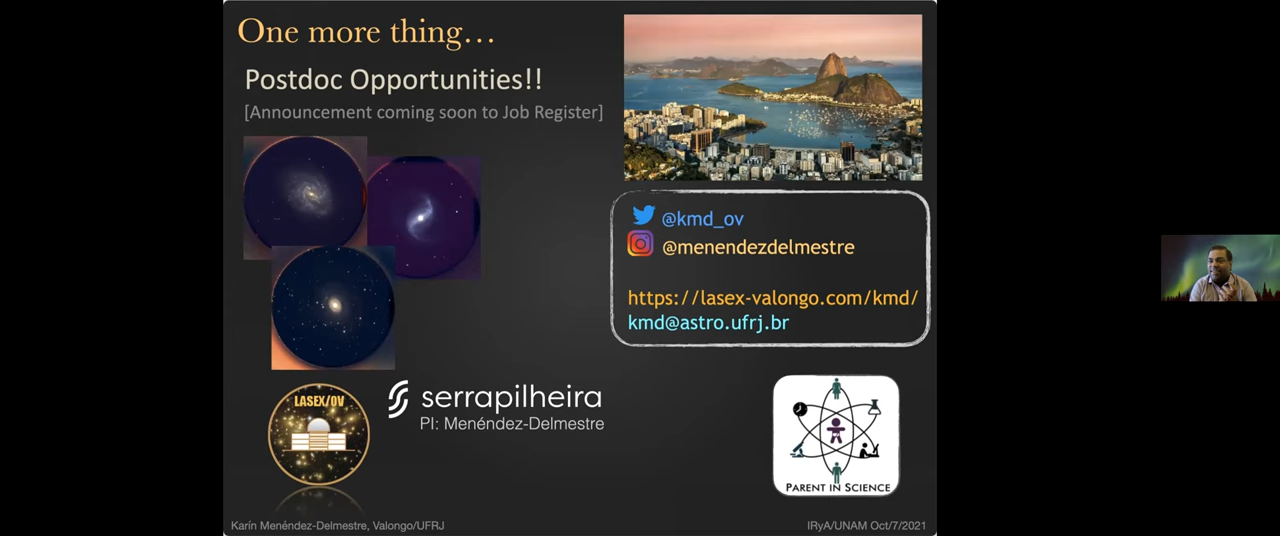 One more thing...
Postdoc Opportunities!!
[Announcement coming soon to Job Register]
@kmd_ov
@menendezdelmestre
https://lasex-valongo.com/kmd/
kmd@astro.ufrj.br
LASEX/OV
serrapilheira
PI: Menéndez-Delmestre
PARENT IN SCIENCE
Karín Menéndez-Delmestre, Valongo/UFRJ
IRyA/UNAM Oct/7/2021